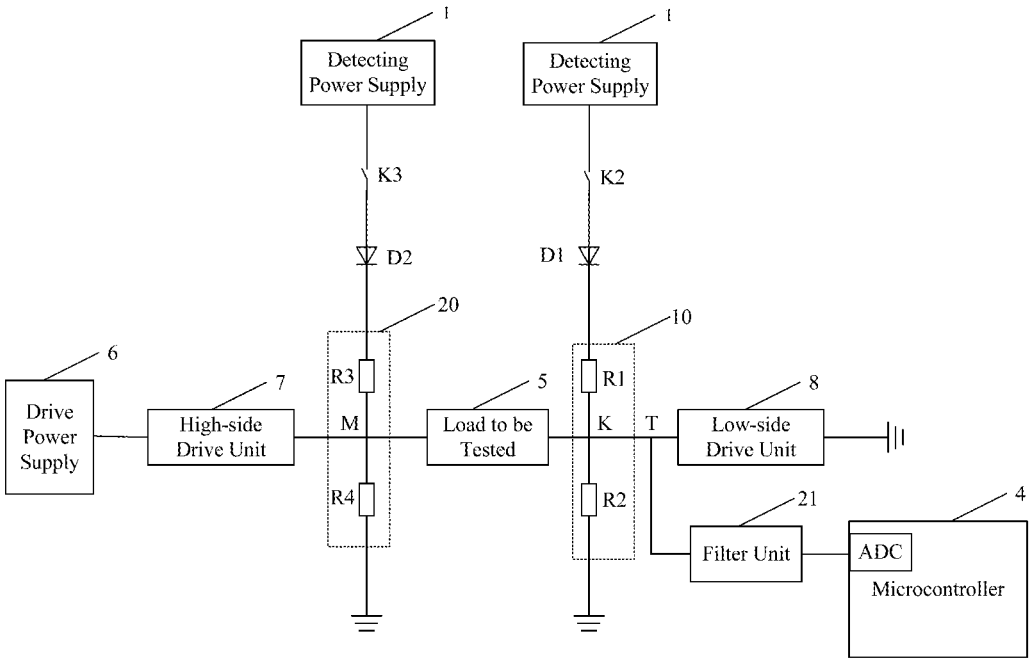 1
1
Detecting
Power Supply
Detecting
Power Supply
K3
K2
D2
D1
20
10
6
7
5
8
R3
R1
Drive
Power
Supply
High-side
Drive Unit
M
Load to be
Tested
K
T
Low-side
Drive Unit
R4
R2
21
4
Filter Unit
ADC
Microcontroller